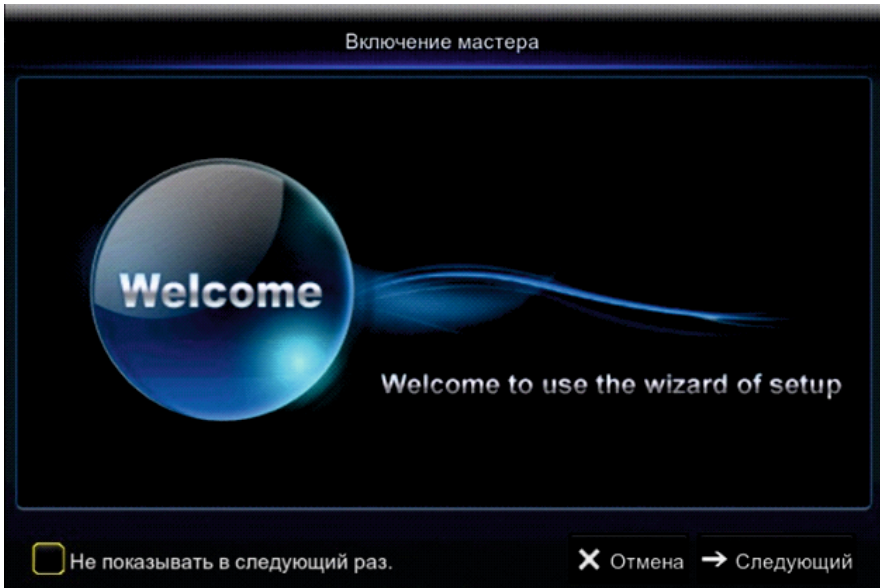 Включение мастера
Welcome
Welcome to use the wizard of setup
Не показывать в следующий раз.
Отмена
Следующий